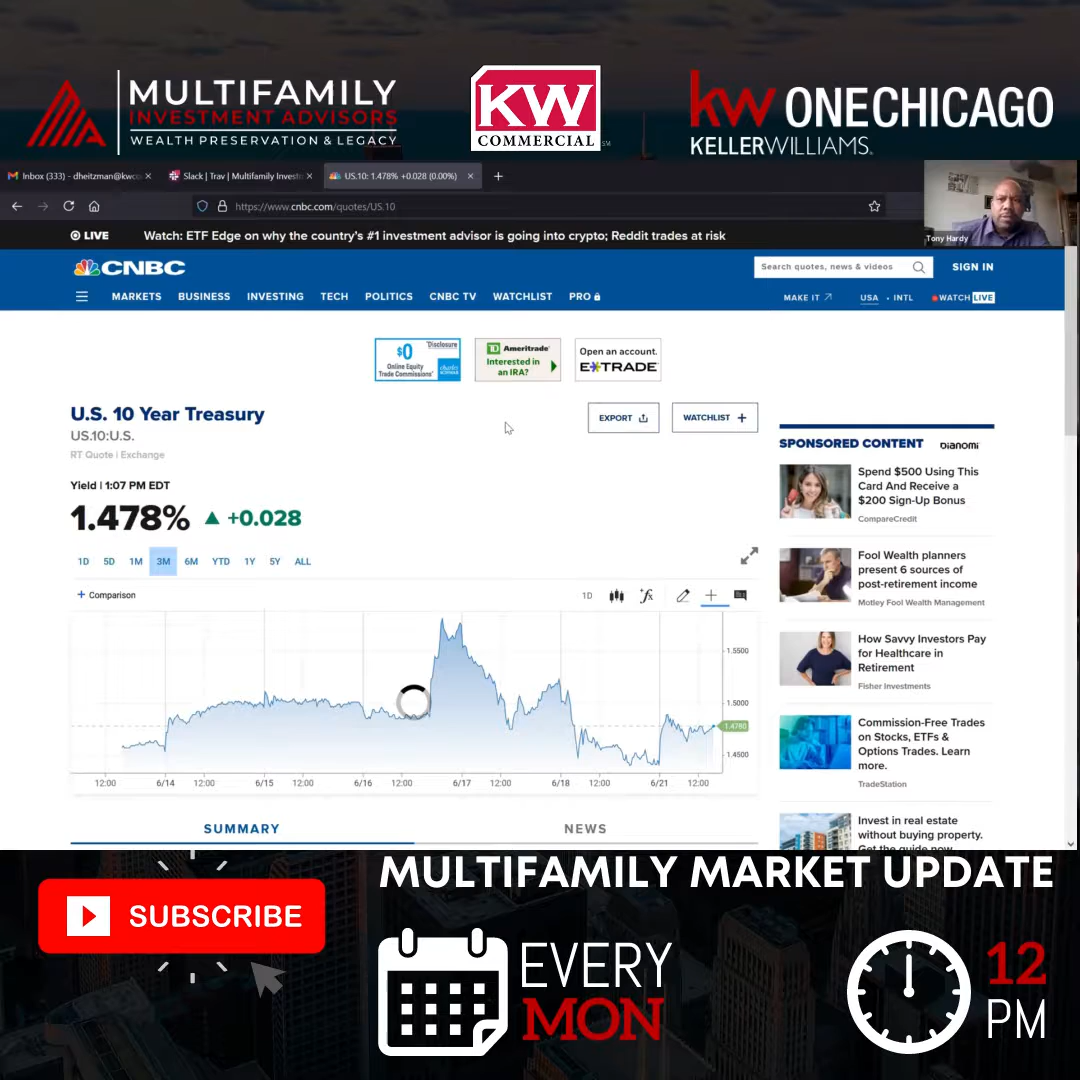 MULTIFAMILY
INVESTMENT ADVISORS
WEALTH PRESERVATION & LEGACY
KW
COMMERCIAL
SM
kw ONECHICAGO
KELLERWILLIAMS.
Inbox (333) - dheitzman@kwco
Slack | Trav | Multifamily Invest
US.10: 1.478% +0.028 (0.00%)
https://www.cnbc.com/quotes/US.10
Tony Hardy
LIVE
Watch: ETF Edge on why the country's #1 investment advisor is going into crypto; Reddit trades at risk
CNBC
Search quotes, news & videos
SIGN IN
MARKETS BUSINESS INVESTING TECH POLITICS CNBC TV WATCHLIST PRO
MAKE IT USA • INTL WATCH LIVE
$0
*Disclosure
Online Equity
Trade Commissions*
charles
SCHWAB
TD Ameritrade
Interested in
an IRA?
Open an account.
E*TRADE
U.S. 10 Year Treasury
US.10:U.S.
RT Quote | Exchange
EXPORT
WATCHLIST +
Yield | 1:07 PM EDT
1.478% ▲ +0.028
1D 5D 1M 3M 6M YTD 1Y 5Y ALL
+ Comparison
1D
fx
1.5500
1.5000
1.4780
1.4500
12:00 6/14 12:00 6/15 12:00 6/16 12:00 6/17 12:00 6/18 12:00 6/21 12:00
SUMMARY
NEWS
SPONSORED CONTENT
Dianomi
Spend $500 Using This
Card And Receive a
$200 Sign-Up Bonus
CompareCredit
Fool Wealth planners
present 6 sources of
post-retirement income
Motley Fool Wealth Management
How Savvy Investors Pay
for Healthcare in
Retirement
Fisher Investments
Commission-Free Trades
on Stocks, ETFs &
Options Trades. Learn
more.
TradeStation
Invest in real estate
without buying property.
Get the guide now
SUBSCRIBE
MULTIFAMILY MARKET UPDATE
EVERY
MON
12
PM